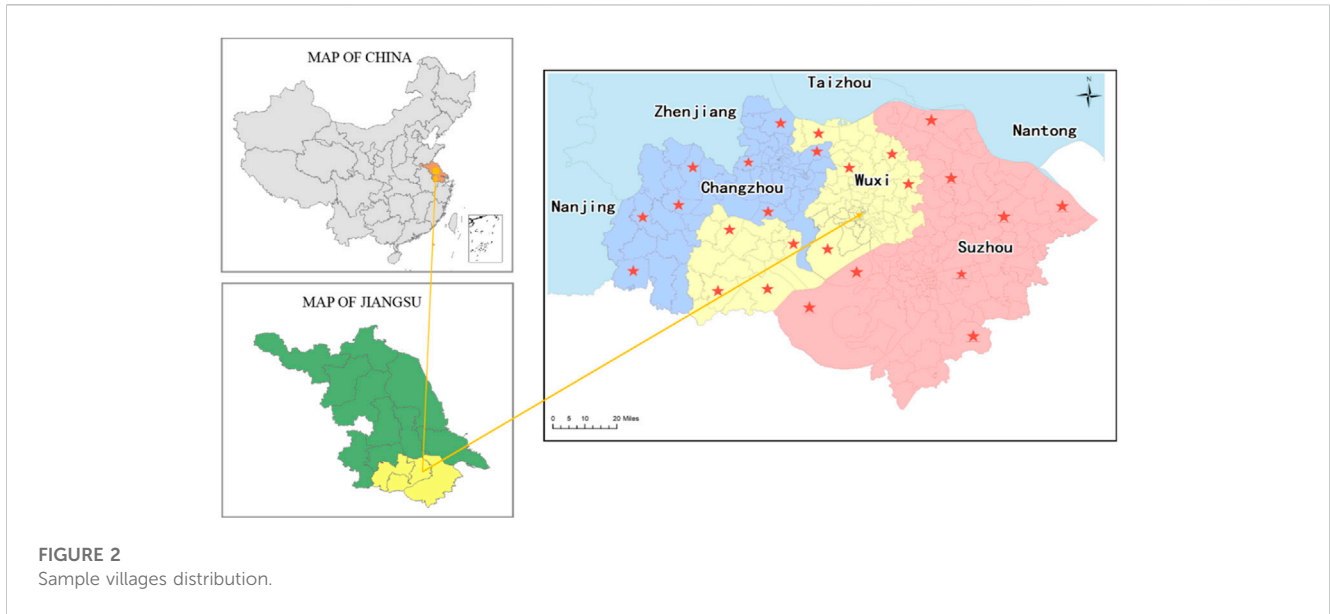 MAP OF CHINA
MAP OF JIANGSU
Taizhou
Zhenjiang
N
Nantong
Changzhou
Wuxi
Nanjing
Suzhou
0 5 10 20 Miles
FIGURE 2
Sample villages distribution.